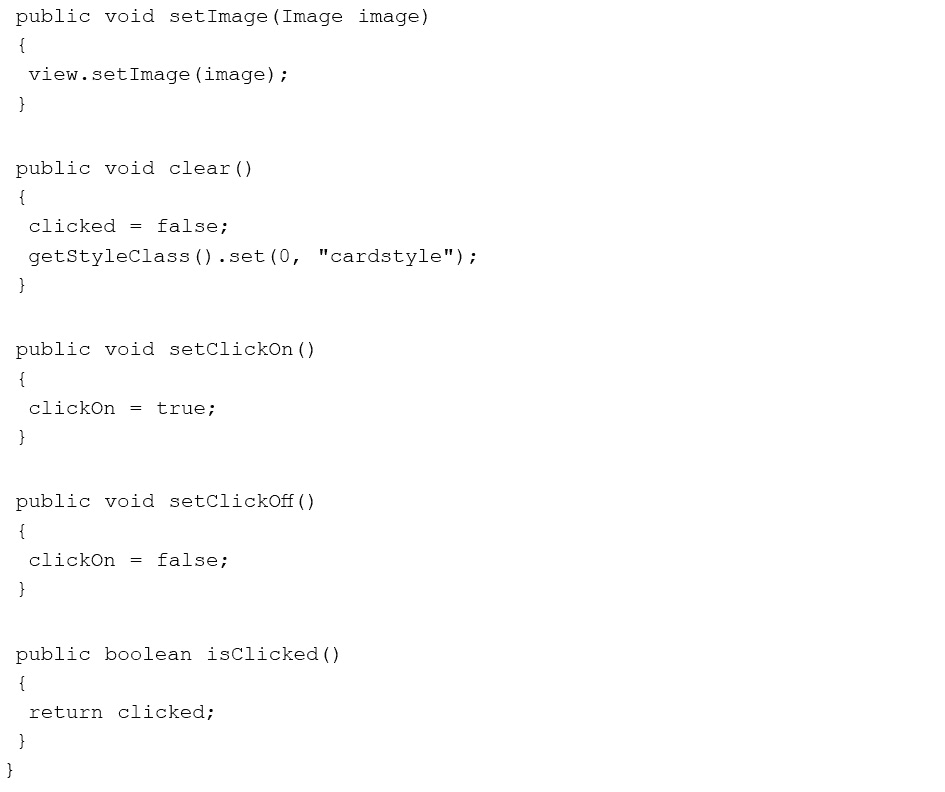 public void setImage(Image image)
{
view.setImage(image);
}
public void clear()
{
clicked = false;
getStyleClass().set(0, "cardstyle");
}
public void setClickOn()
{
clickOn = true;
}
public void setClickOff()
{
clickOn = false;
}
public boolean isClicked()
{
return clicked;
}
}